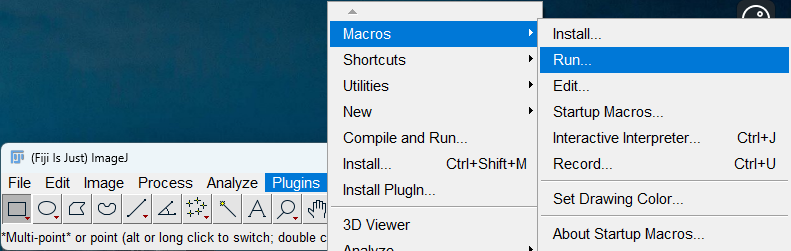 Macros
Shortcuts
Utilities
New
Compile and Run...
Install... Ctrl+Shift+M
Install PlugIn...
3D Viewer
Analyze
Install...
Run...
Edit...
Startup Macros...
Interactive Interpreter... Ctrl+J
Record... Ctrl+U
Set Drawing Color...
About Startup Macros...
(Fiji Is Just) ImageJ
File Edit Image Process Analyze Plugins
*Multi-point* or point (alt or long click to switch; double c